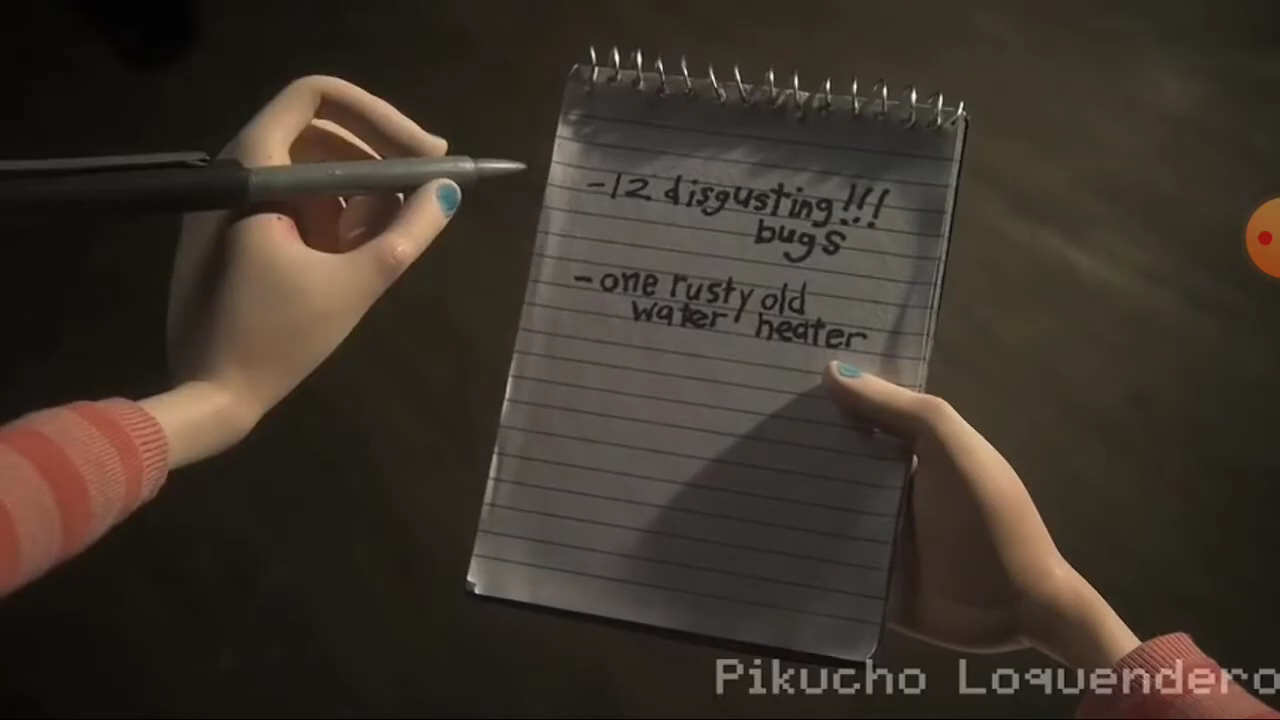 -12 disgusting!!!
bugs
-one rusty old
water heater
Pikucho Loquendero